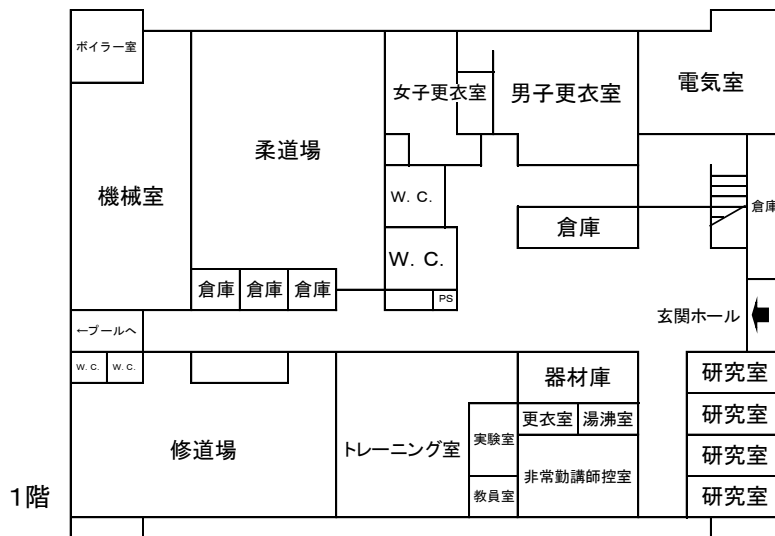 ボイラー室
女子更衣室
男子更衣室
電気室
柔道場
機械室
W. C.
倉庫
倉庫
W. C.
倉庫
倉庫
倉庫
PS
玄関ホール
←プールへ
W. C.
W. C.
器材庫
研究室
更衣室
湯沸室
研究室
修道場
トレーニング室
実験室
研究室
非常勤講師控室
教員室
研究室
1階